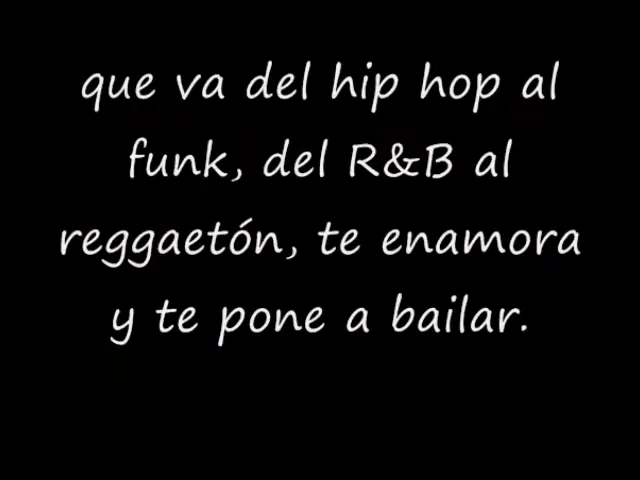 que va del hip hop al
funk, del R&B al
reggaetón, te enamora
y te pone a bailar.